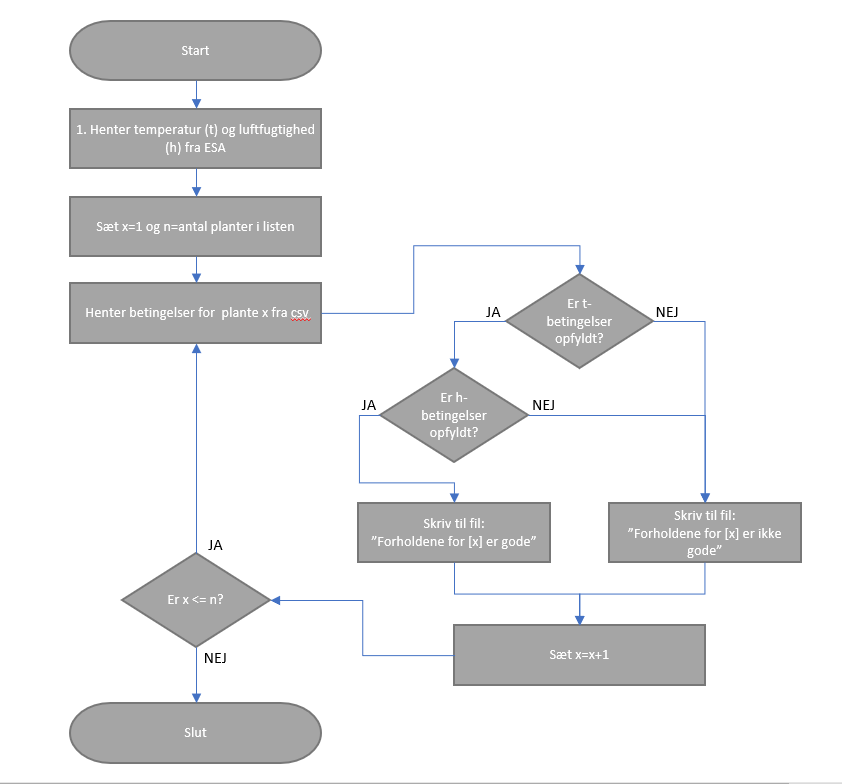 Start
1. Henter temperatur (t) og luftfugtighed
(h) fra ESA
Sæt x=1 og n=antal planter i listen
Henter betingelser for  plante x fra csv
Er t-
betingelser
opfyldt?
JA
NEJ
Er h-
betingelser
opfyldt?
JA
NEJ
Skriv til fil:
”Forholdene for [x] er gode”
Skriv til fil:
”Forholdene for [x] er ikke
gode”
Sæt x=x+1
JA
Er x <= n?
NEJ
Slut